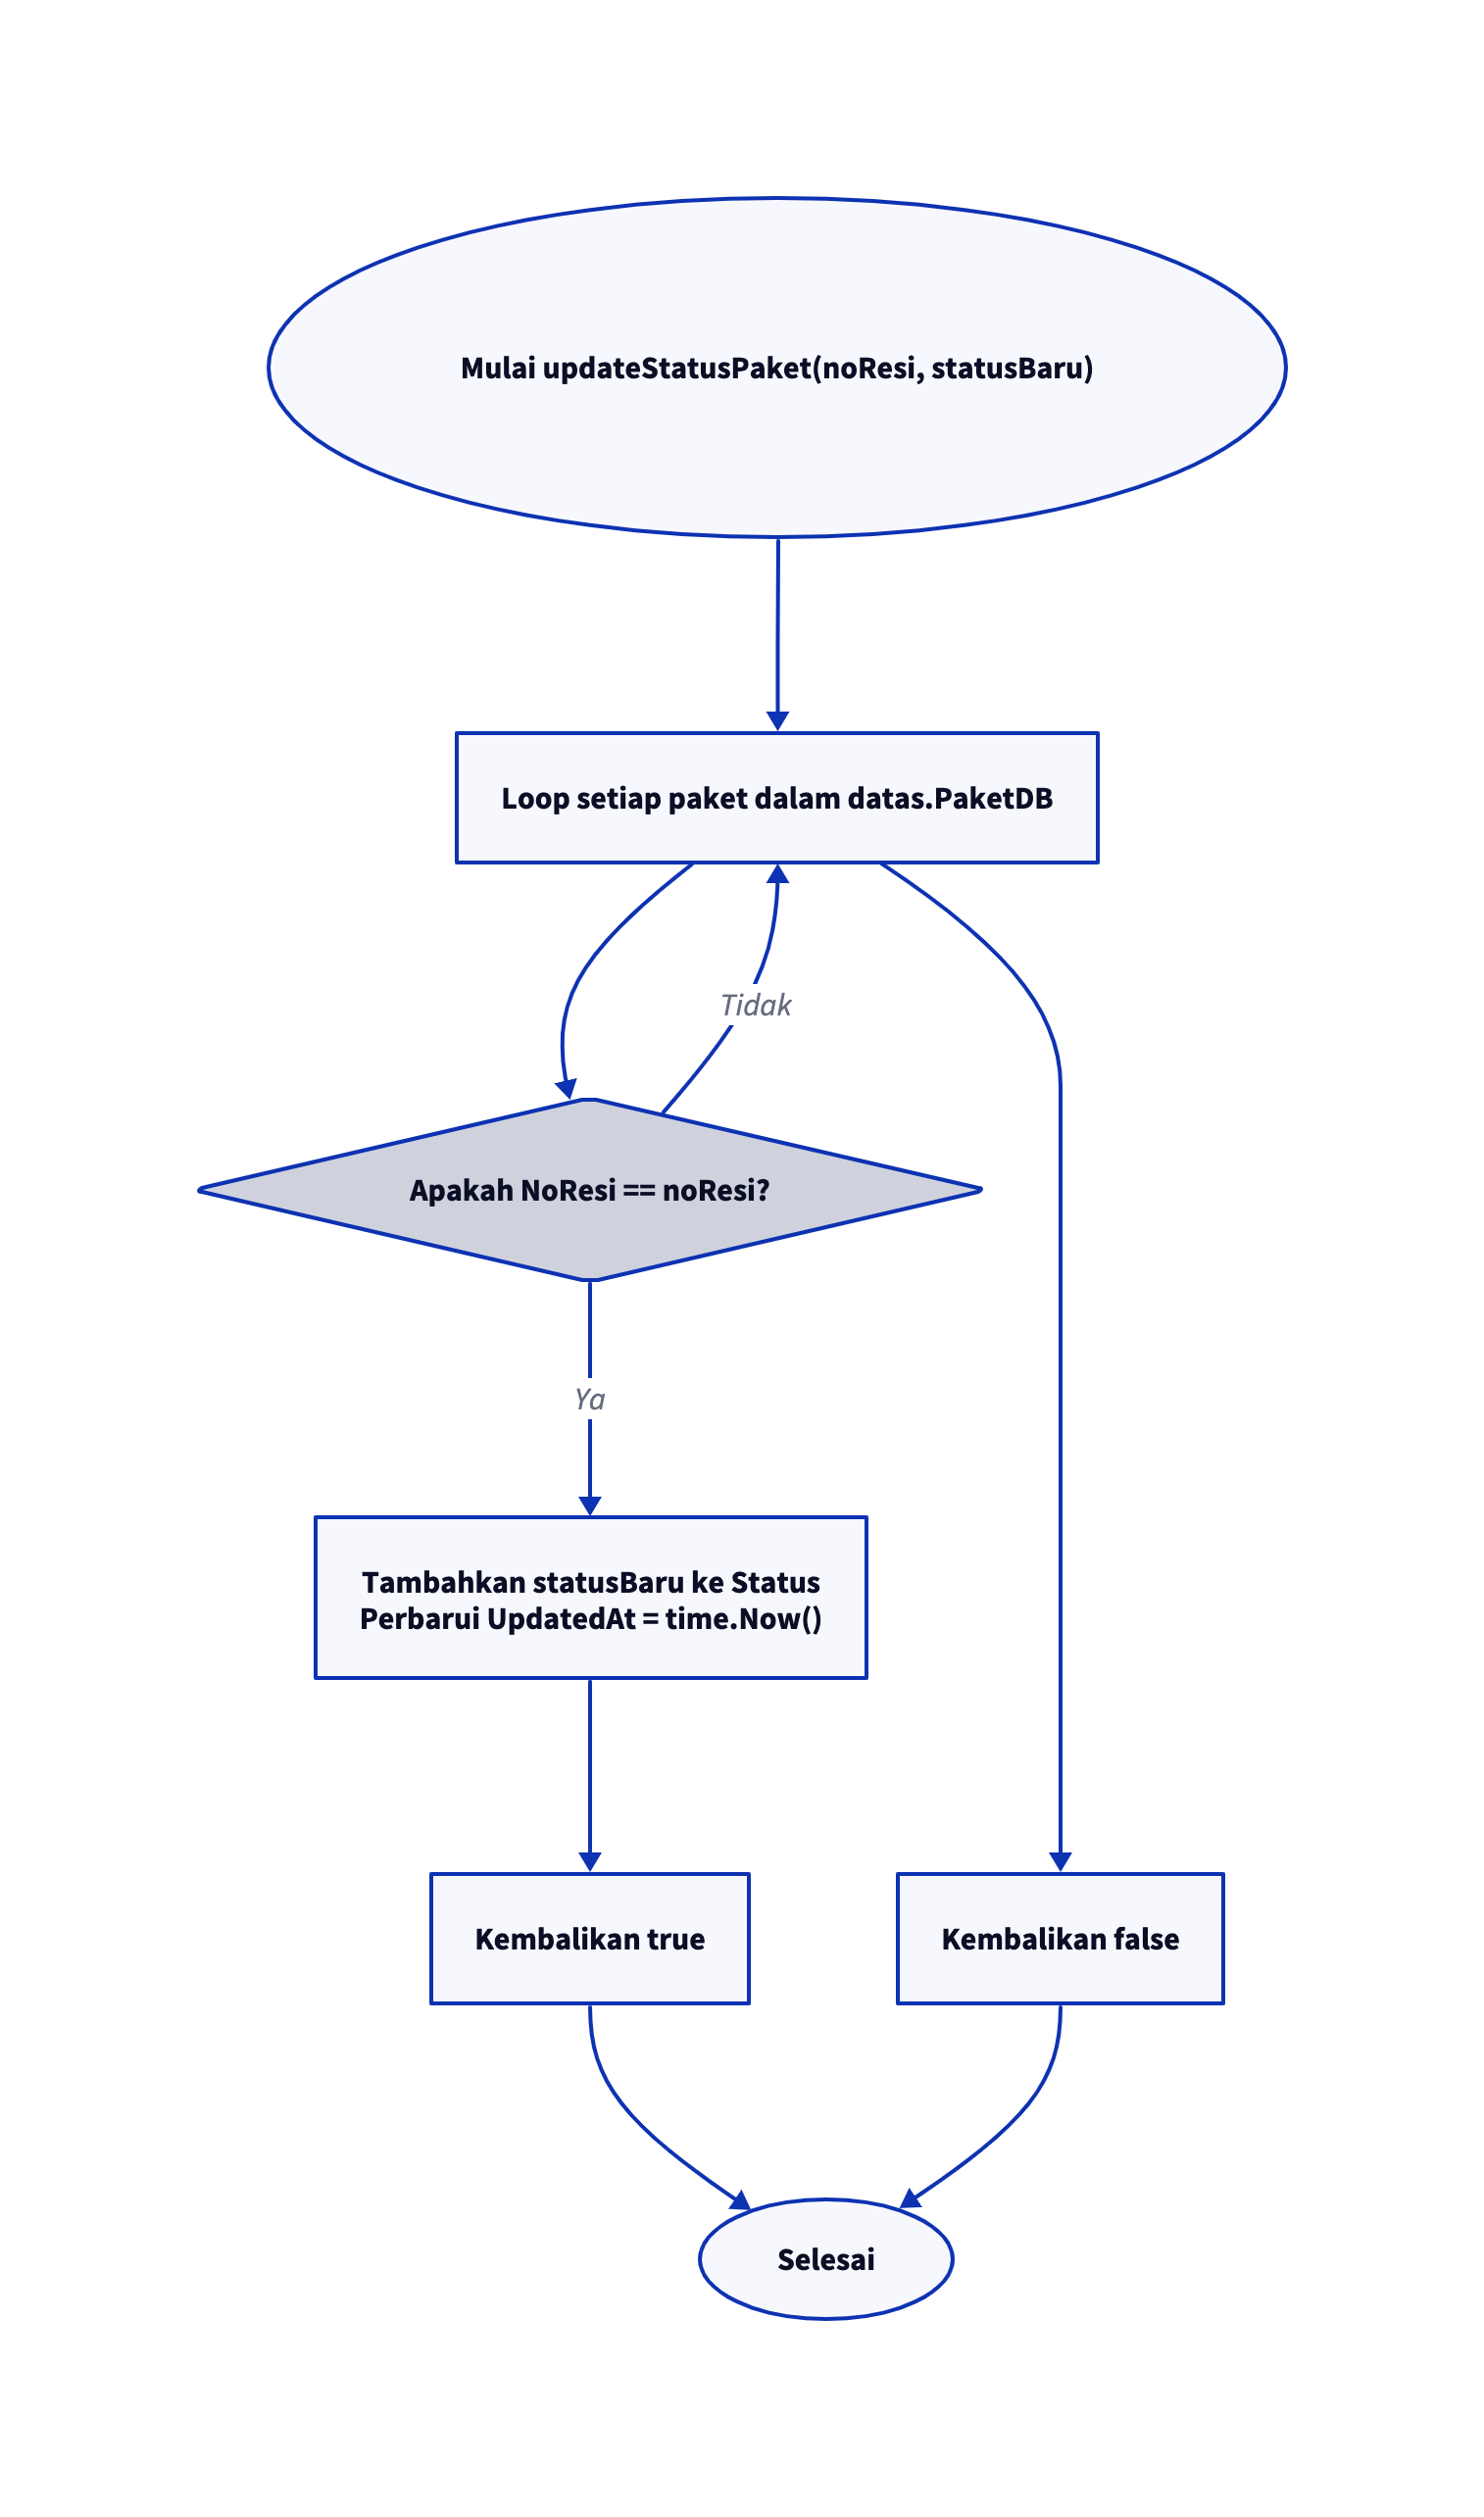 Mulai updateStatusPaket(noResi, statusBaru)
Loop setiap paket dalam datas.PaketDB
Tidak
Apakah NoResi == noResi?
Ya
Tambahkan statusBaru ke Status
Perbarui UpdatedAt = time.Now()
Kembalikan true
Kembalikan false
Selesai